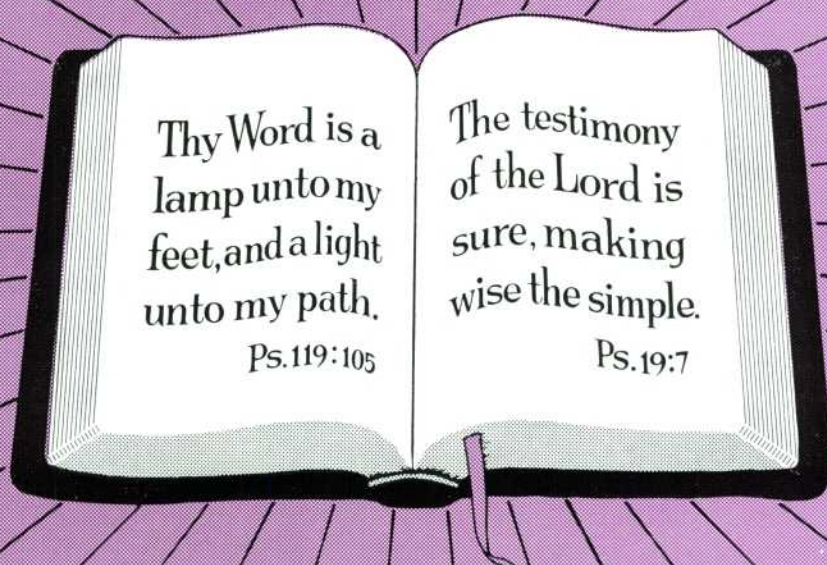 Thy Word is a
lamp unto my
feet, and a light
unto my path.
Ps. 119:105
The testimony
of the Lord is
sure, making
wise the simple.
Ps. 19:7